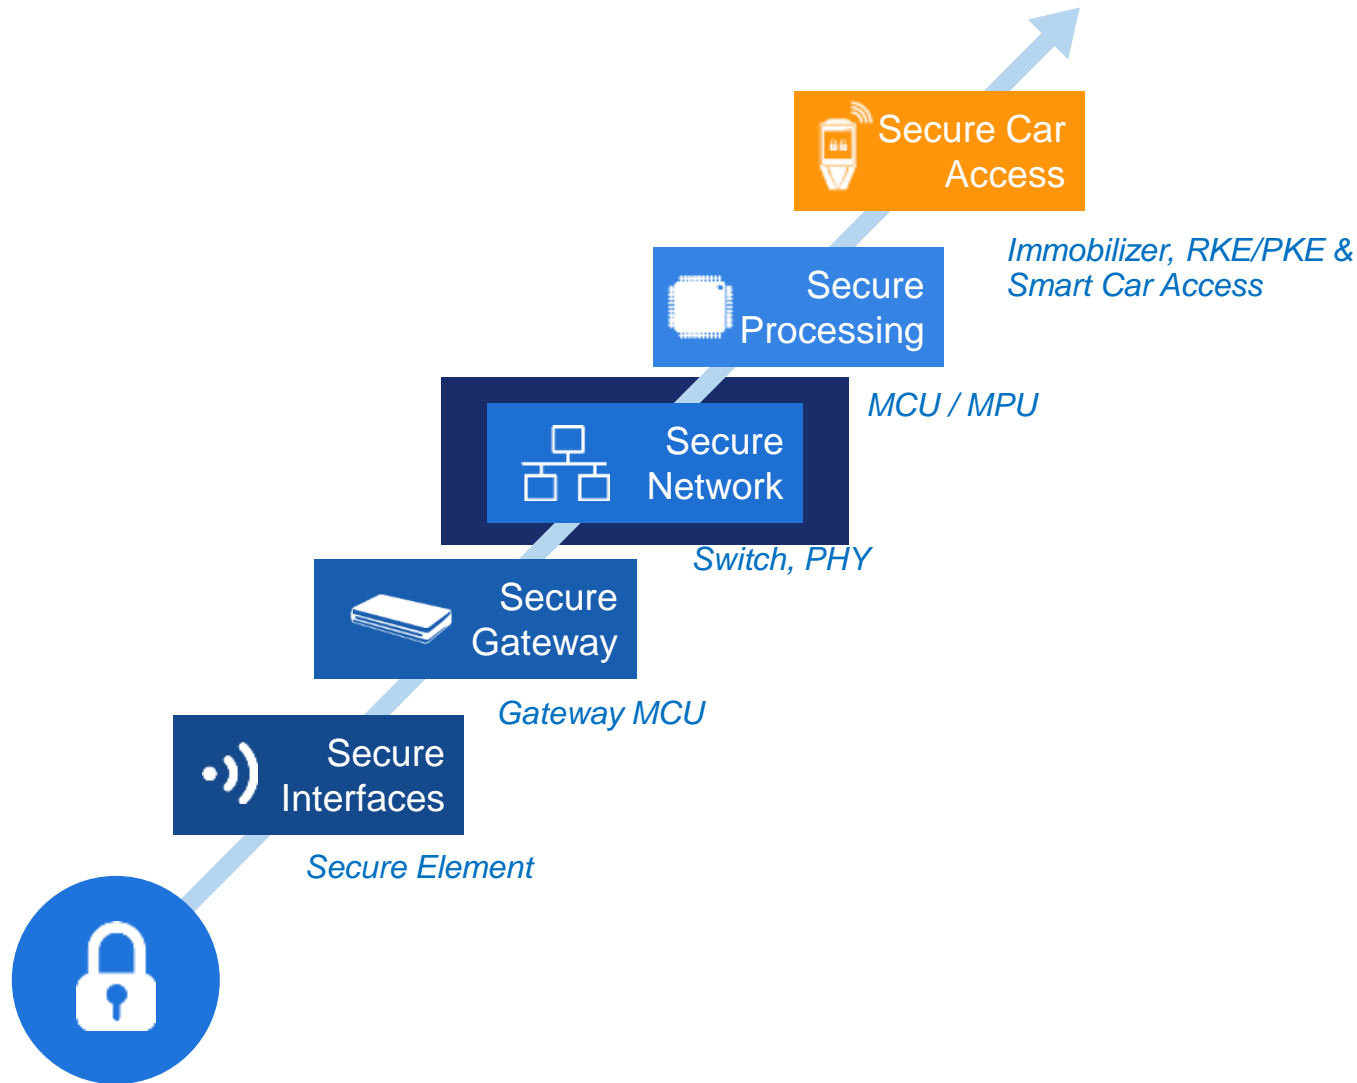 Secure Car
Access
Immobilizer, RKE/PKE &
Smart Car Access
Secure
Processing
MCU / MPU
Secure
Network
Switch, PHY
Secure
Gateway
Gateway MCU
Secure
Interfaces
Secure Element